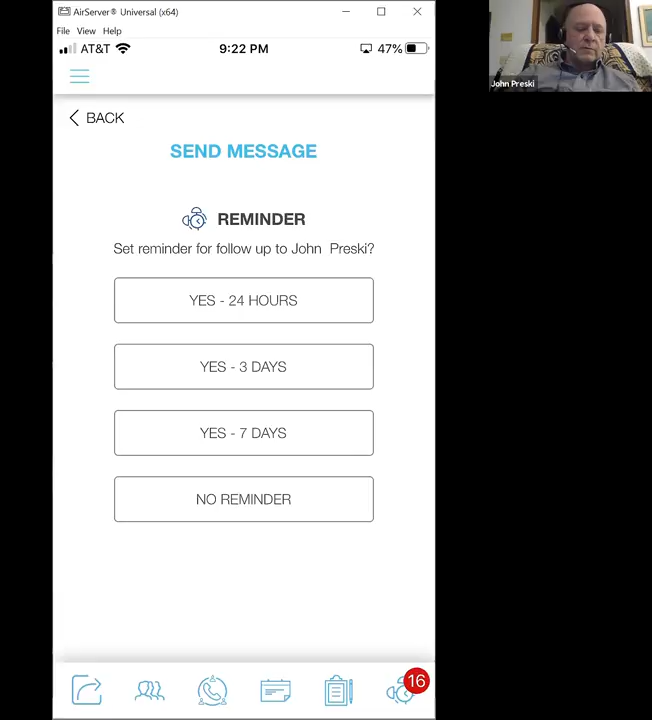 AirServer® Universal (x64)
File View Help
AT&T 9:22 PM 47%
John Preski
BACK
SEND MESSAGE
REMINDER
Set reminder for follow up to John Preski?
YES - 24 HOURS
YES - 3 DAYS
YES - 7 DAYS
NO REMINDER
16